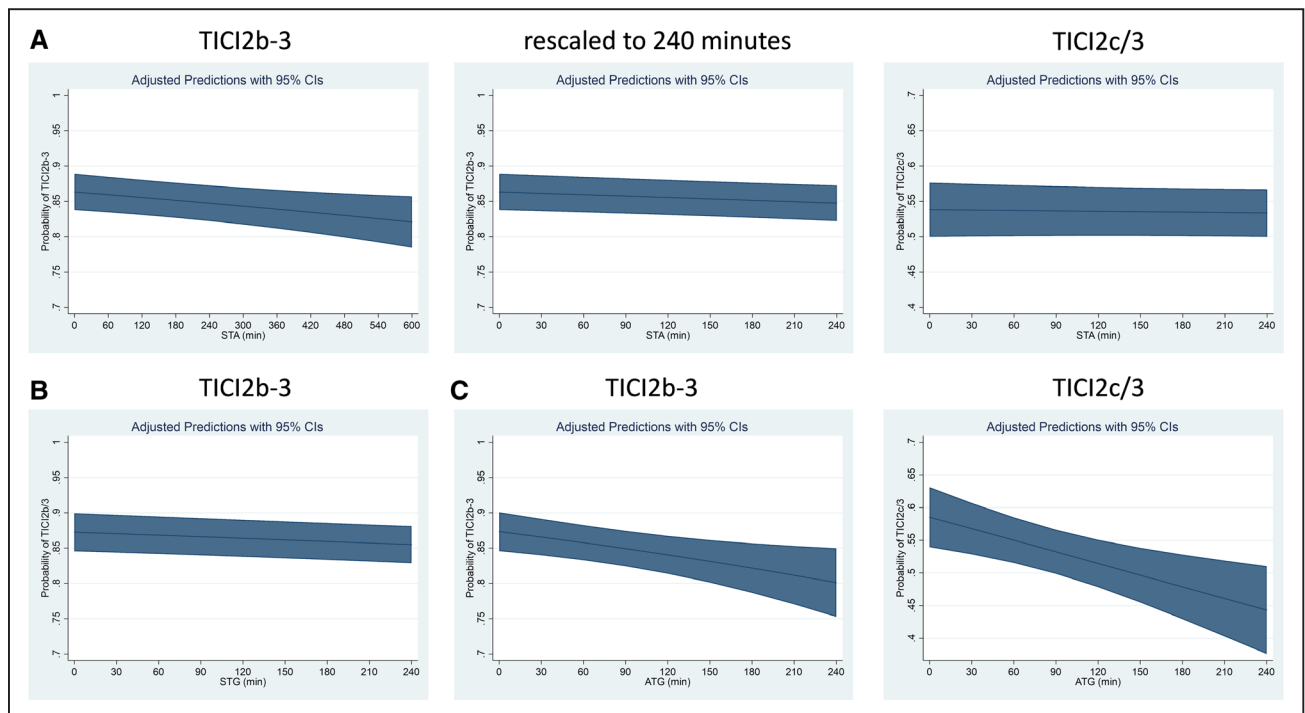 A
TICI2b-3
rescaled to 240 minutes
TICI2c/3
Adjusted Predictions with 95% CIs
Probability of TICI2b-3
1
.95
.9
.85
.8
.75
.7
0 60 120 180 240 300 360 420 480 540 600
STA (min)
Adjusted Predictions with 95% CIs
Probability of TICI2b-3
1
.95
.9
.85
.8
.75
.7
0 30 60 90 120 150 180 210 240
STA (min)
Adjusted Predictions with 95% CIs
Probability of TICI2c/3
.7
.65
.6
.55
.5
.45
.4
0 30 60 90 120 150 180 210 240
STA (min)
B
TICI2b-3
C
TICI2b-3
TICI2c/3
Adjusted Predictions with 95% CIs
Probability of TICI2b/3
1
.95
.9
.85
.8
.75
.7
0 30 60 90 120 150 180 210 240
STG (min)
Adjusted Predictions with 95% CIs
Probability of TICI2b-3
1
.95
.9
.85
.8
.75
.7
0 30 60 90 120 150 180 210 240
ATG (min)
Adjusted Predictions with 95% CIs
Probability of TICI2c/3
.7
.65
.6
.55
.5
.45
.4
0 30 60 90 120 150 180 210 240
ATG (min)